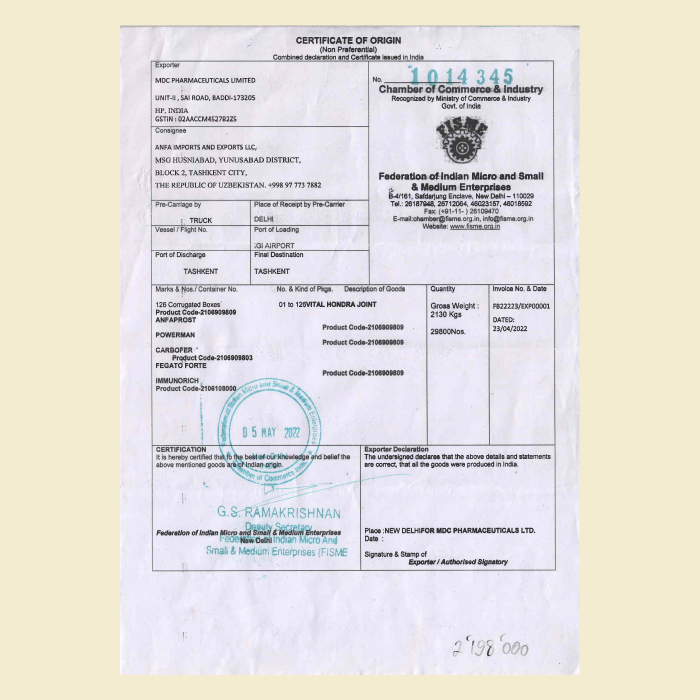 CERTIFICATE OF ORIGIN
(Non Preferential)
Combined declaration and Certificate issued in India
Exporter
MDC PHARMACEUTICALS LIMITED
UNIT-II , SAI ROAD, BADDI-173205
HP, INDIA
GSTIN : 02AACCM4527B2Z5
Consignee
ANFA IMPORTS AND EXPORTS LLC,
MSG HUSNIABAD, YUNUSABAD DISTRICT,
BLOCK 2, TASHKENT CITY,
THE REPUBLIC OF UZBEKISTAN. +998 97 773 7882
No. 1014345
Chamber of Commerce & Industry
Recognized by Ministry of Commerce & Industry
Govt. of India
FISME
Federation of Indian Micro and Small
& Medium Enterprises
B-4/161, Safdarjung Enclave, New Delhi – 110029
Tel.: 26187948, 26712064, 46023157, 46018592
Fax: (+91-11- ) 26109470
E-mail:chamber@fisme.org.in, info@fisme.org.in
Website: www.fisme.org.in
Pre-Carriage by
: TRUCK
Place of Receipt by Pre-Carrier
DELHI
Vessel / Flight No.
Port of Loading
IGI AIRPORT
Port of Discharge
TASHKENT
Final Destination
TASHKENT
Marks & Nos./ Container No. No. & Kind of Pkgs. Description of Goods Quantity Invoice No. & Date
126 Corrugated Boxes 01 to 126VITAL HONDRA JOINT
Product Code-2106909809
ANFAPROST
Product Code-2106909809
POWERMAN
Product Code-2106909809
CARBOFER
Product Code-2106909803
FEGATO FORTE
Product Code-2106909809
IMMUNORICH
Product Code-2106108000
Gross Weight :
2130 Kgs
29800Nos.
FB22223/EXP00001
DATED:
23/04/2022
Federation of Indian Micro and Small & Medium Enterprises
05 MAY 2022
New Delhi
Chamber of Commerce India
CERTIFICATION
It is hereby certified that to the best of our knowledge and belief the
above mentioned goods are of Indian origin.
G.S. RAMAKRISHNAN
Deputy Secretary
Federation of Indian Micro And
Small & Medium Enterprises (FISME
Federation of Indian Micro and Small & Medium Enterprises
New Delhi
Exporter Declaration
The undersigned declares that the above details and statements
are correct, that all the goods were produced in India.
Place :NEW DELHIFOR MDC PHARMACEUTICALS LTD.
Date :
Signature & Stamp of
Exporter / Authorised Signatory
2'198'000